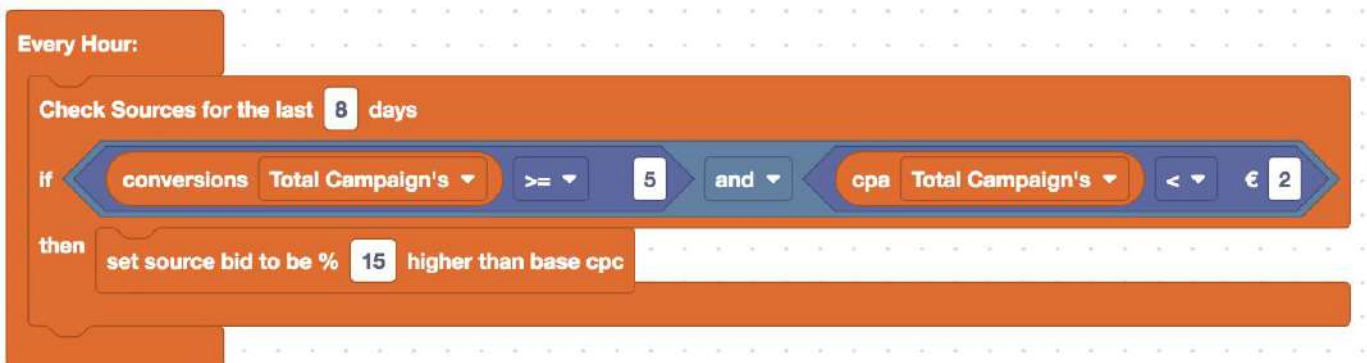 Every Hour:
Check Sources for the last 8 days
if conversions Total Campaign's >= 5 and cpa Total Campaign's < € 2
then set source bid to be % 15 higher than base cpc